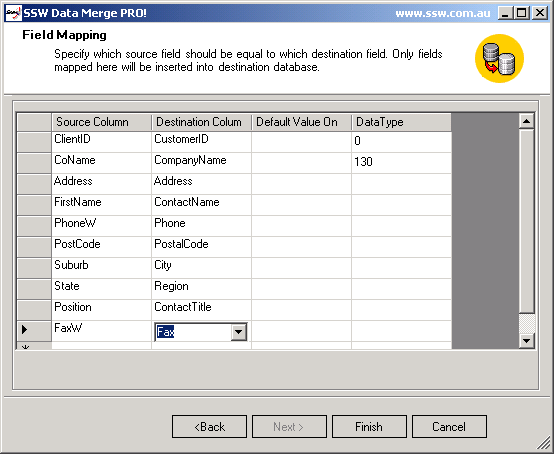 SSW Data Merge PRO! www.ssw.com.au
Field Mapping
Specify which source field should be equal to which destination field. Only fields
mapped here will be inserted into destination database.
Source Column Destination Colum Default Value On DataType
ClientID CustomerID 0
CoName CompanyName 130
Address Address
FirstName ContactName
PhoneW Phone
PostCode PostalCode
Suburb City
State Region
Position ContactTitle
FaxW Fax
*
<Back Next > Finish Cancel